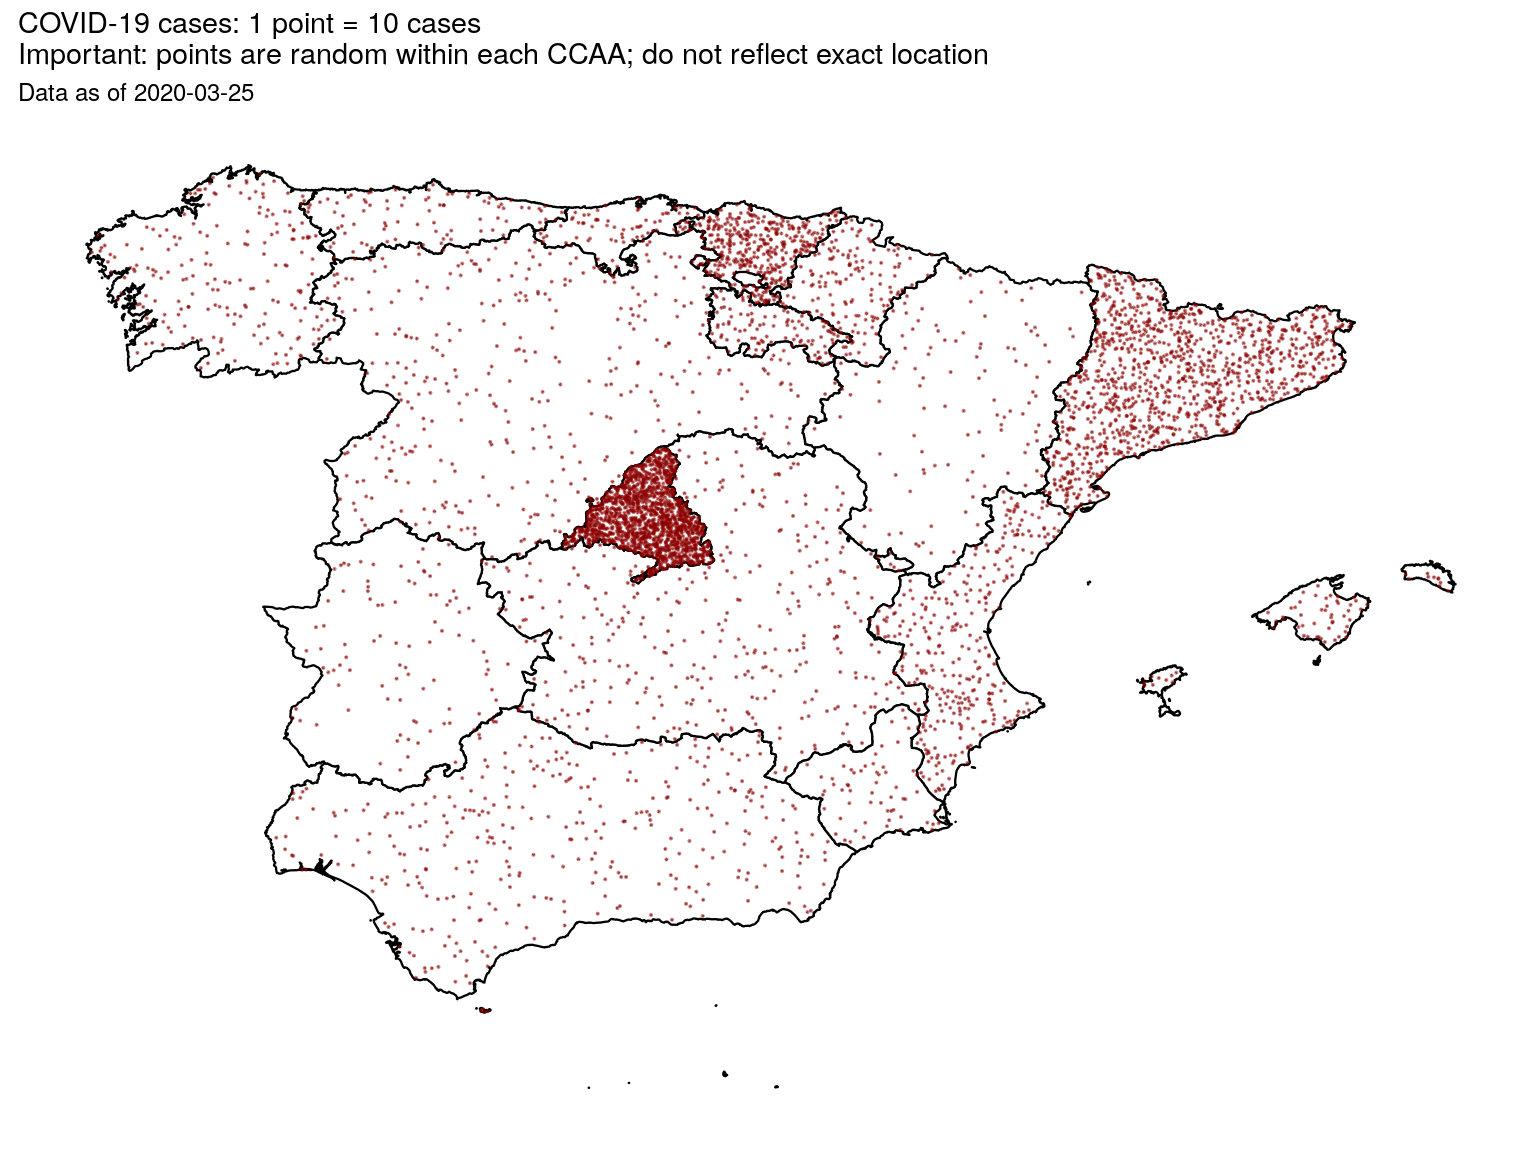 COVID-19 cases: 1 point = 10 cases
Important: points are random within each CCAA; do not reflect exact location
Data as of 2020-03-25